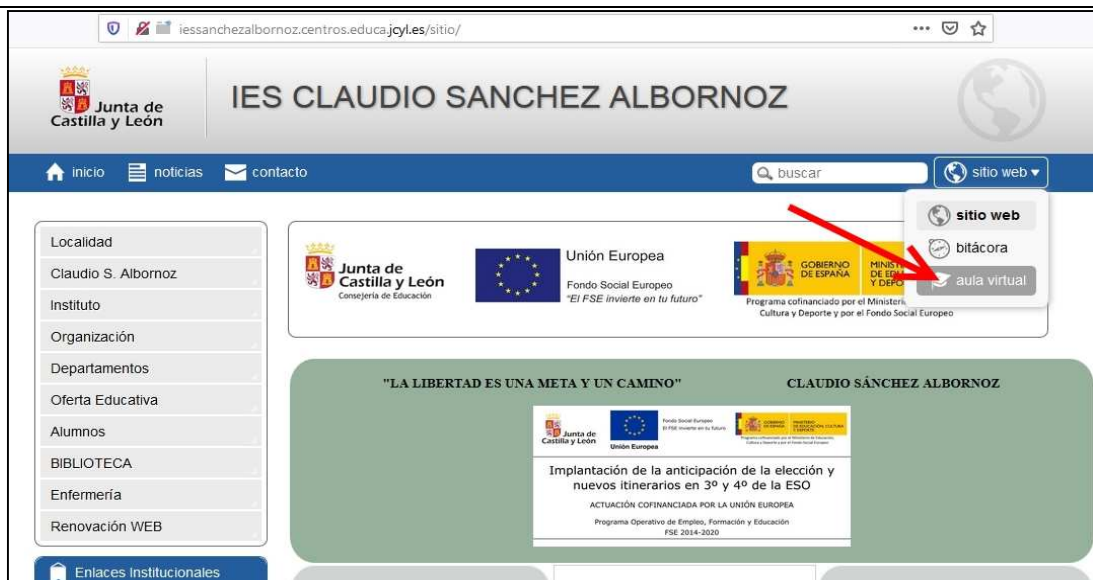 iessanchezalbornoz.centros.educa.jcyl.es/sitio/
Junta de
Castilla y León
IES CLAUDIO SANCHEZ ALBORNOZ
inicio
noticias
contacto
buscar
sitio web
sitio web
bitácora
aula virtual
Localidad
Claudio S. Albornoz
Instituto
Organización
Departamentos
Oferta Educativa
Alumnos
BIBLIOTECA
Enfermería
Renovación WEB
Enlaces Institucionales
Junta de
Castilla y León
Consejería de Educación
Unión Europea
Fondo Social Europeo
"El FSE invierte en tu futuro"
GOBIERNO
DE ESPAÑA
Programa cofinanciado por el
Cultura y Deporte y por el Fondo Social Europeo
"LA LIBERTAD ES UNA META Y UN CAMINO" CLAUDIO SÁNCHEZ ALBORNOZ
Junta de
Castilla y León
Unión Europea
Fondo Social Europeo
Implantación de la anticipación de la elección y
nuevos itinerarios en 3º y 4º de la ESO
ACTUACIÓN COFINANCIADA POR LA UNIÓN EUROPEA
Programa Operativo de Empleo, Formación y Educación
FSE 2014-2020